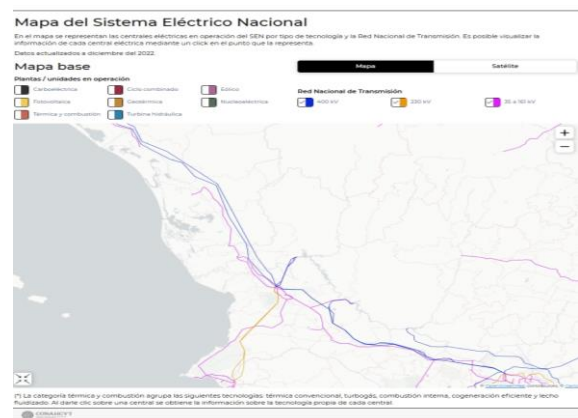 Mapa del Sistema Eléctrico Nacional
En el mapa se representan las centrales eléctricas en operación del SEN por tipo de tecnología y la Red Nacional de Transmisión. Es posible visualizar la
información de cada central eléctrica mediante un click en el punto que la representa.
Datos actualizados a diciembre del 2022
Mapa base
Mapa
Satélite
Plantas / unidades en operación
Carboeléctrica
Ciclo combinado
Eólica
Fotovoltaica
Geotérmica
Nucleoeléctrica
Térmica y combustión
Turbina hidráulica
Red Nacional de Transmisión
400 kV
230 kV
+
−
(*) La categoría térmica y combustión agrupa las siguientes tecnologías: térmica convencional, turbogás, combustión interna, cogeneración eficiente y lecho
fluidizado. Al darle clic sobre una central se obtiene la información sobre la tecnología propia de cada central.
CONAHCYT